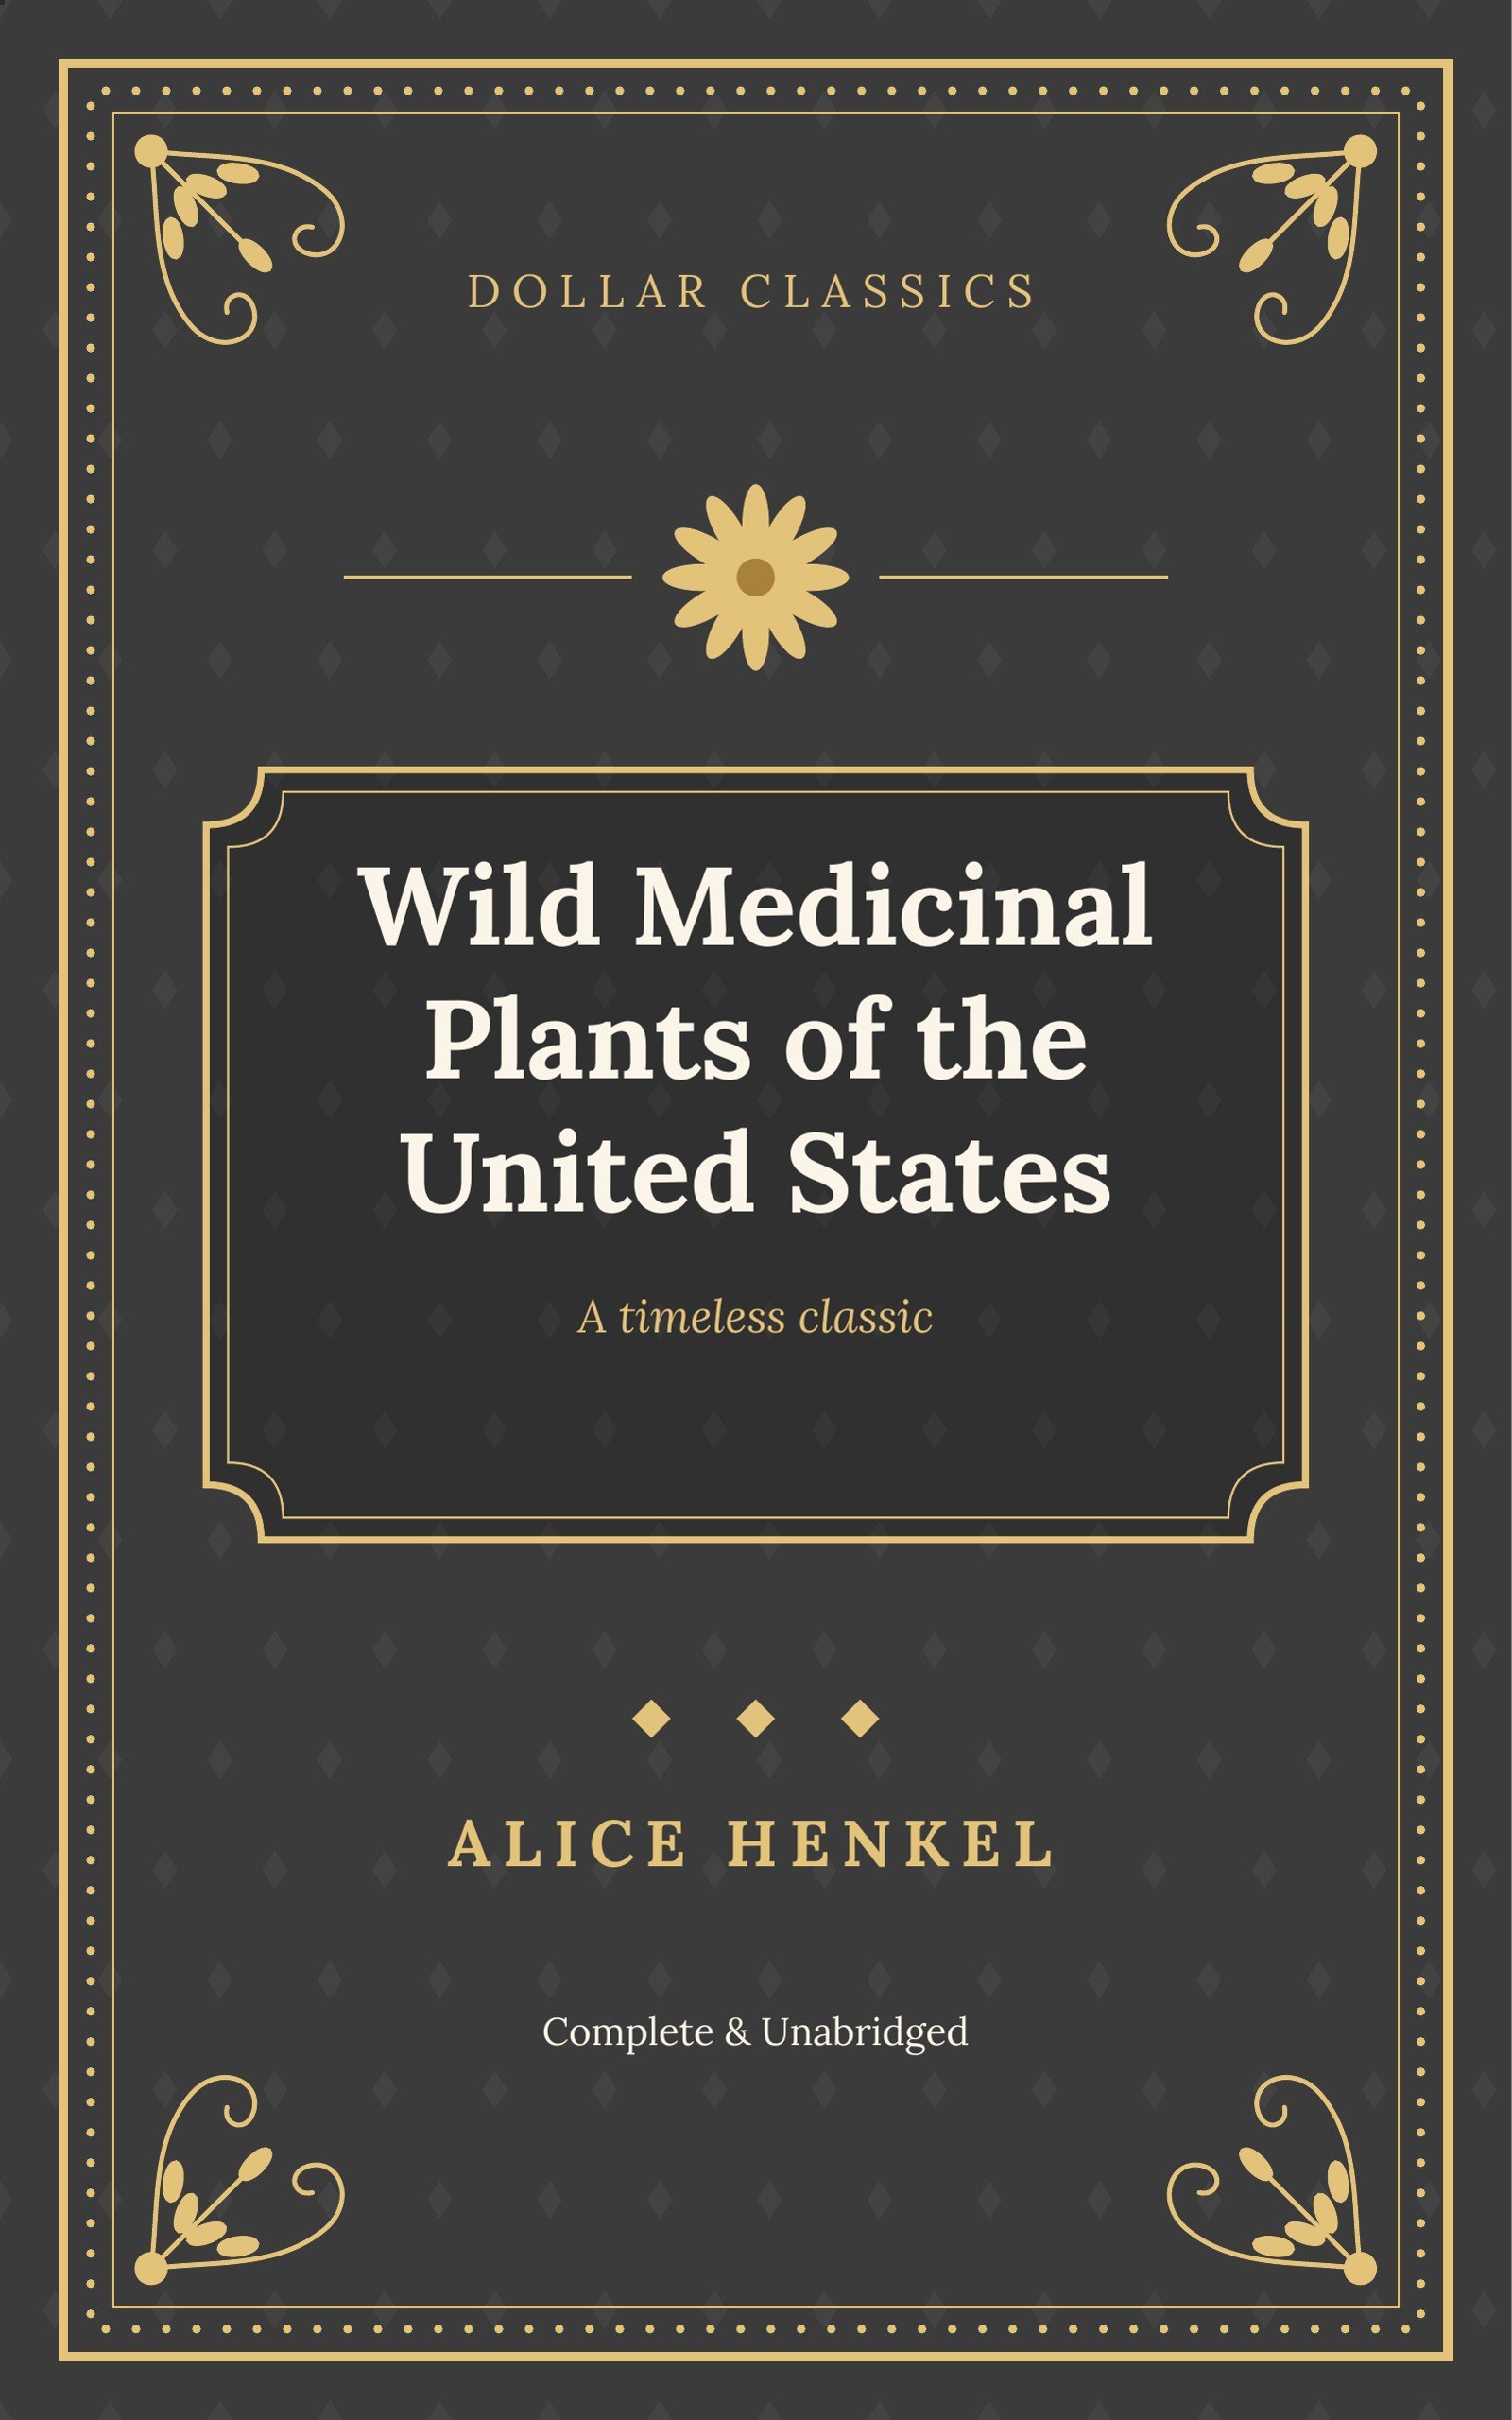 DOLLAR CLASSICS
Wild Medicinal
Plants of the
United States
A timeless classic
ALICE HENKEL
Complete & Unabridged